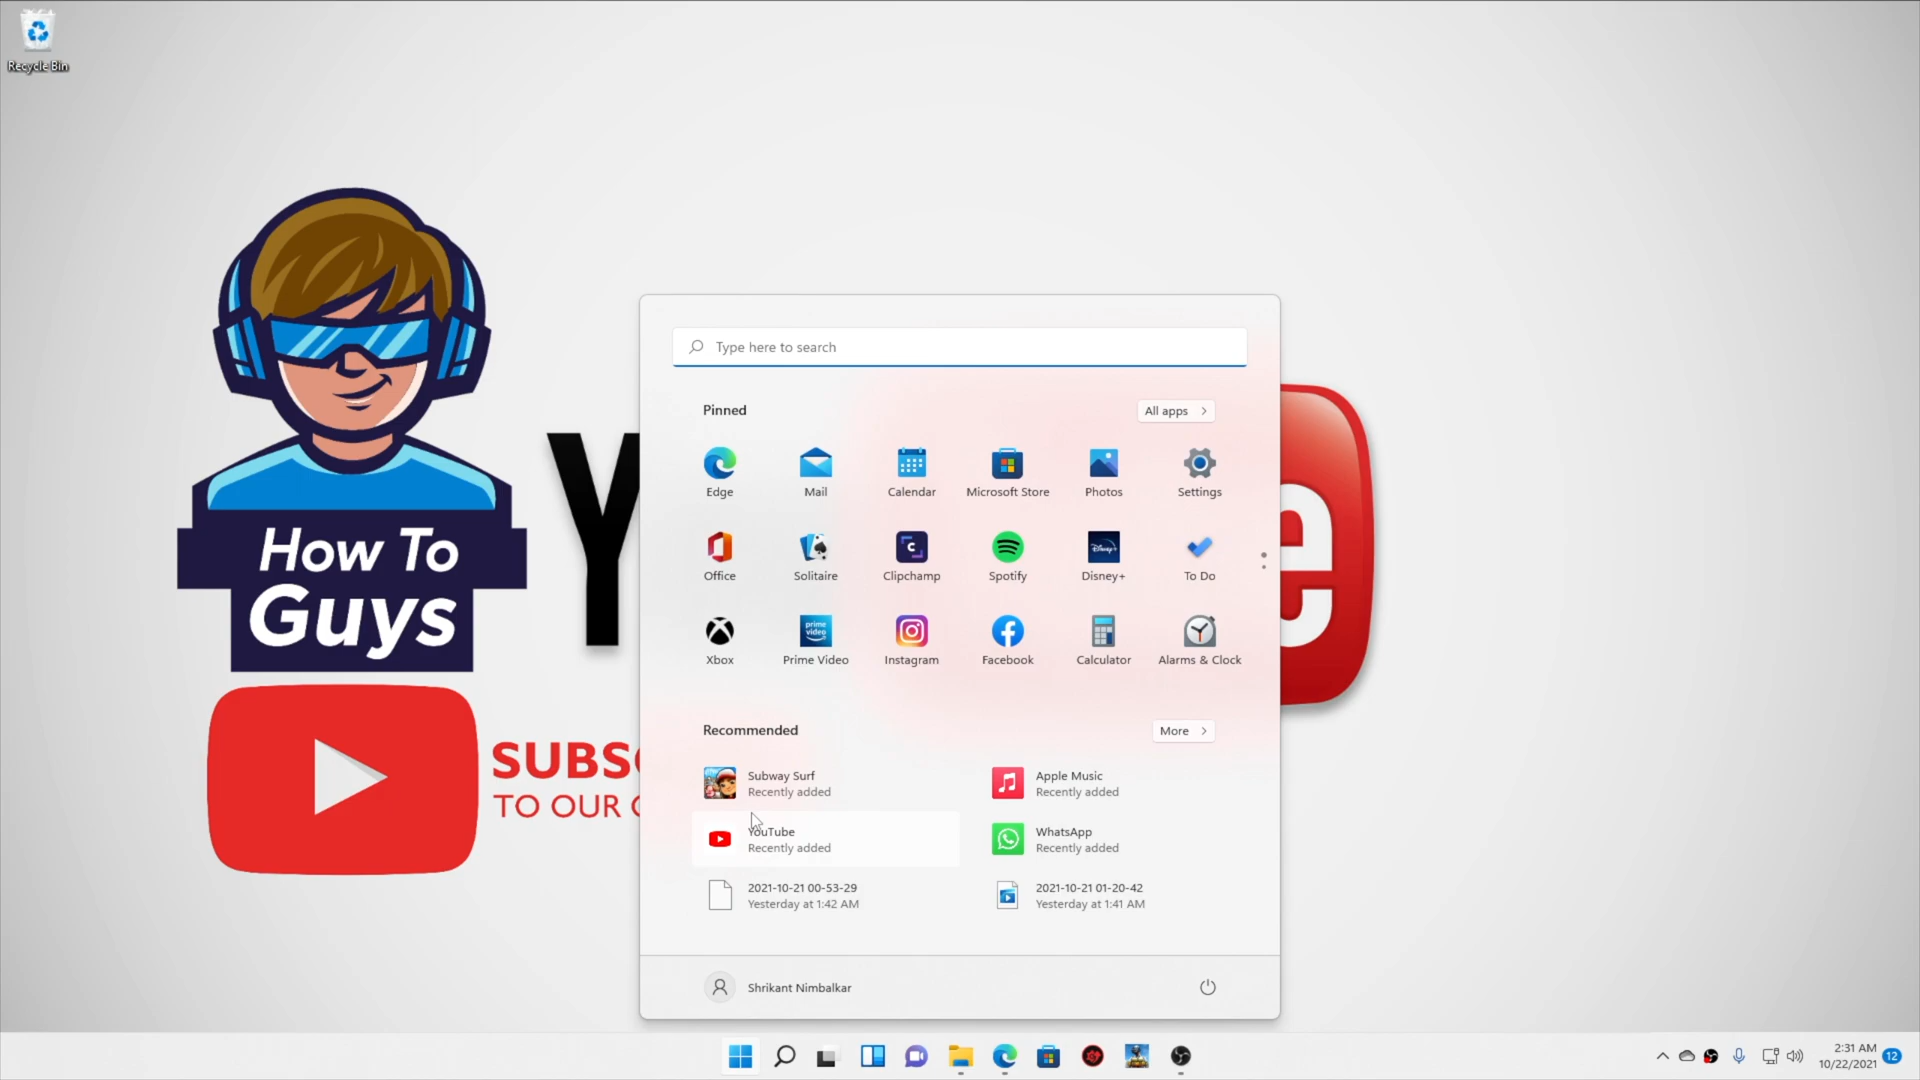 Recycle Bin
How To
Guys
Y
e
SUBS
TO OUR
Type here to search
Pinned
All apps
Edge
Mail
Calendar
Microsoft Store
Photos
Settings
Office
Solitaire
Clipchamp
Spotify
Disney+
To Do
Xbox
prime video
Prime Video
Instagram
Facebook
Calculator
Alarms & Clock
Recommended
More
Subway Surf
Recently added
Apple Music
Recently added
YouTube
Recently added
WhatsApp
Recently added
2021-10-21 00-53-29
Yesterday at 1:42 AM
2021-10-21 01-20-42
Yesterday at 1:41 AM
Shrikant Nimbalkar
2:31 AM
10/22/2021
12